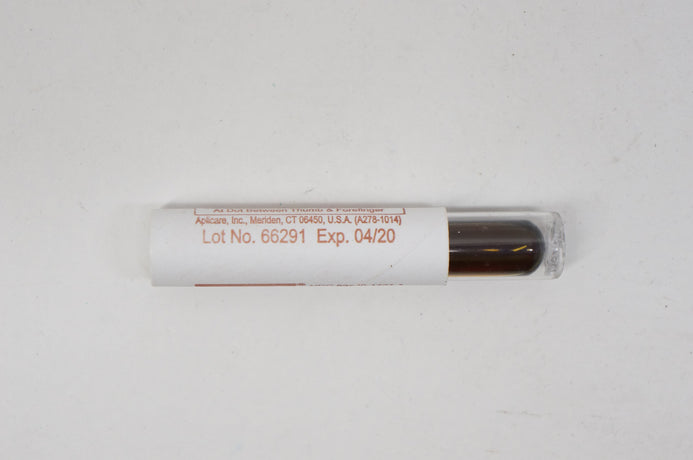 At Dot Between Thumb & Forefinger
Aplicare, Inc., Meriden, CT 06450, U.S.A. (A278-1014)
Lot No. 66291 Exp. 04/20